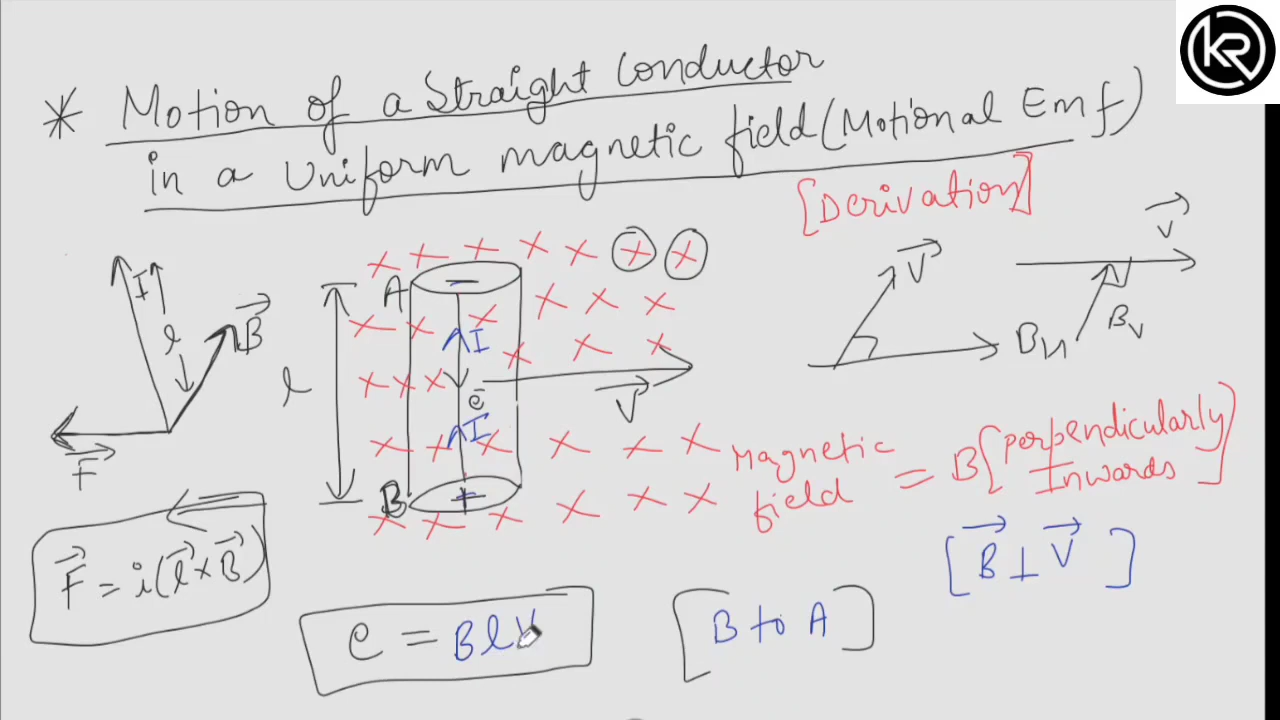 KR
* Motion of a Straight Conductor
in a Uniform magnetic field (Motional Emf)
[Derivation]
I
l
B
F
A
B
l
I
e
I
V
V
B_H
V
B_V
Magnetic field = B [Perpendicularly Inwards]
[B ⊥ V]
F = i(l × B)
e = BlV
[B to A]